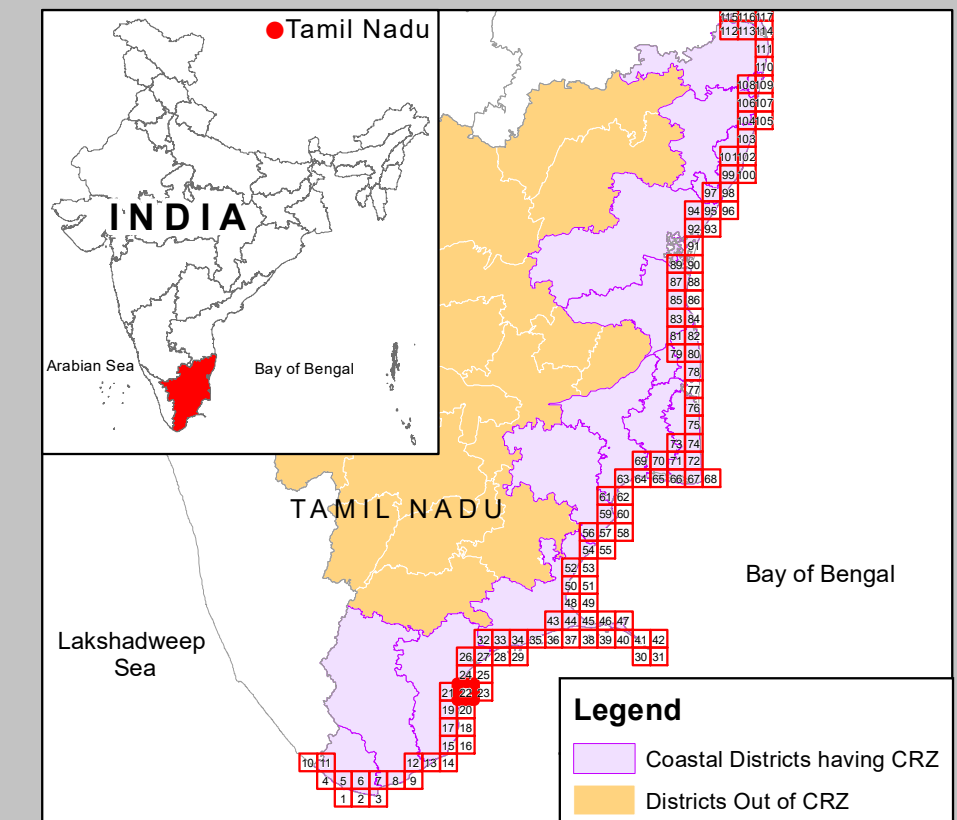 Tamil Nadu
INDIA
Arabian Sea
Bay of Bengal
115 116 117
112 113 114
111
110
108 109
106 107
104 105
103
101 102
99 100
97 98
94 95 96
92 93
91
89 90
87 88
85 86
83 84
81 82
79 80
78
77
76
75
73 74
69 70 71 72
63 64 65 66 67 68
61 62
59 60
56 57 58
54 55
52 53
50 51
48 49
43 44 45 46 47
32 33 34 35 36 37 38 39 40 41 42
26 27 28 29 30 31
24 25
21 22 23
19 20
17 18
15 16
10 11 12 13 14
4 5 6 7 8 9
1 2 3
TAMIL NADU
Bay of Bengal
Lakshadweep
Sea
Legend
Coastal Districts having CRZ
Districts Out of CRZ